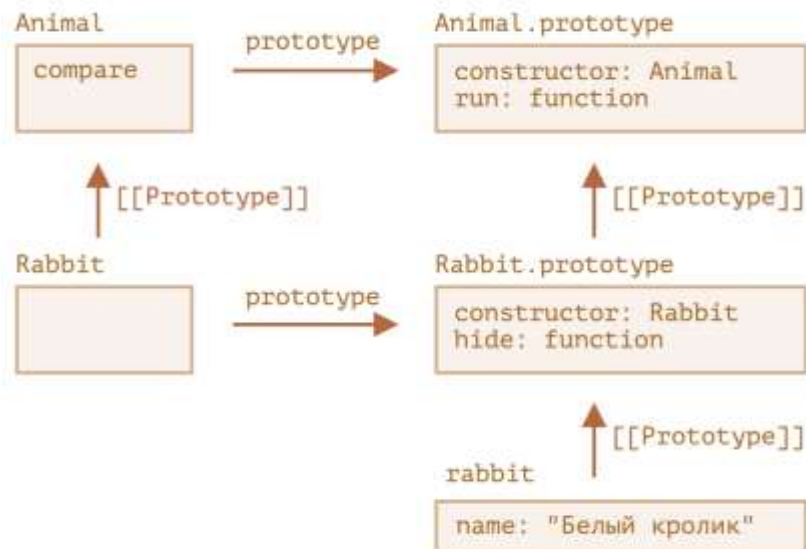 Animal
prototype
Animal.prototype
compare
constructor: Animal
run: function
[[Prototype]]
[[Prototype]]
Rabbit
prototype
Rabbit.prototype
constructor: Rabbit
hide: function
[[Prototype]]
rabbit
name: "Белый кролик"